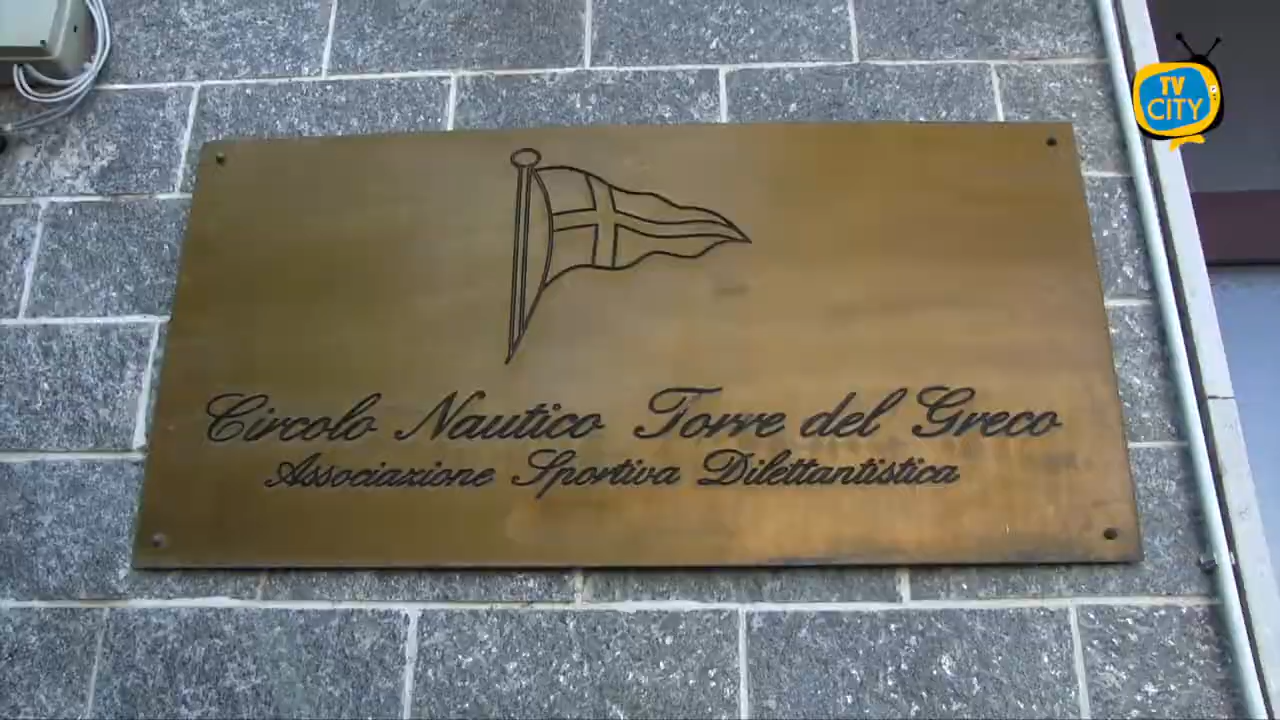 TV
CITY
Circolo Nautico Torre del Greco
Associazione Sportiva Dilettantistica